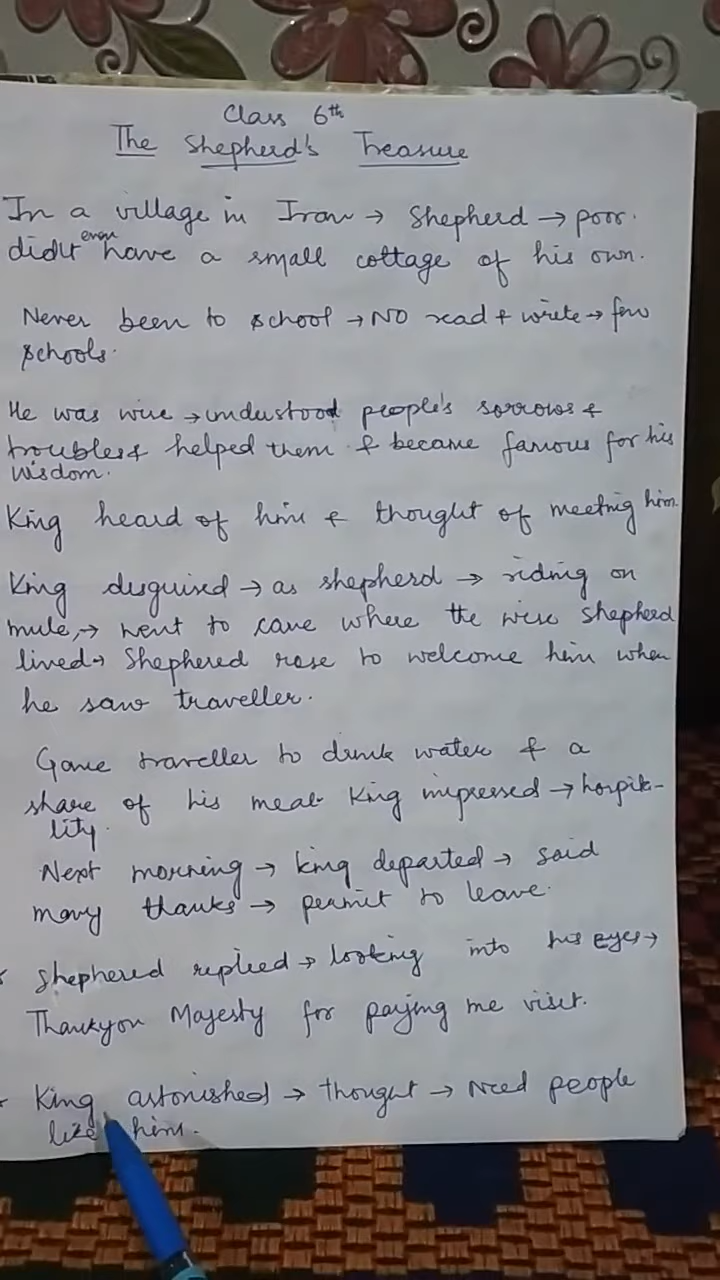 Class 6th
The Shepherd's Treasure
In a village in Iran → Shepherd → poor.
didn't even have a small cottage of his own.
Never been to school → NO read + write → few
schools.
He was wise → understood people's sorrows &
troubles & helped them & became famous for his
wisdom.
King heard of him & thought of meeting him
King disguised → as shepherd → riding on
mule, → went to cave where the wise shepherd
lived → Shephered rose to welcome him when
he saw traveller.
Gave traveller to drink water & a
share of his meal King impressed → hospita-
lity.
Next morning → king departed → said
many thanks → permit to leave.
Shephered replied → looking into his eyes →
Thankyou Majesty for paying me visit.
King astonished → thought → Need people
like him.